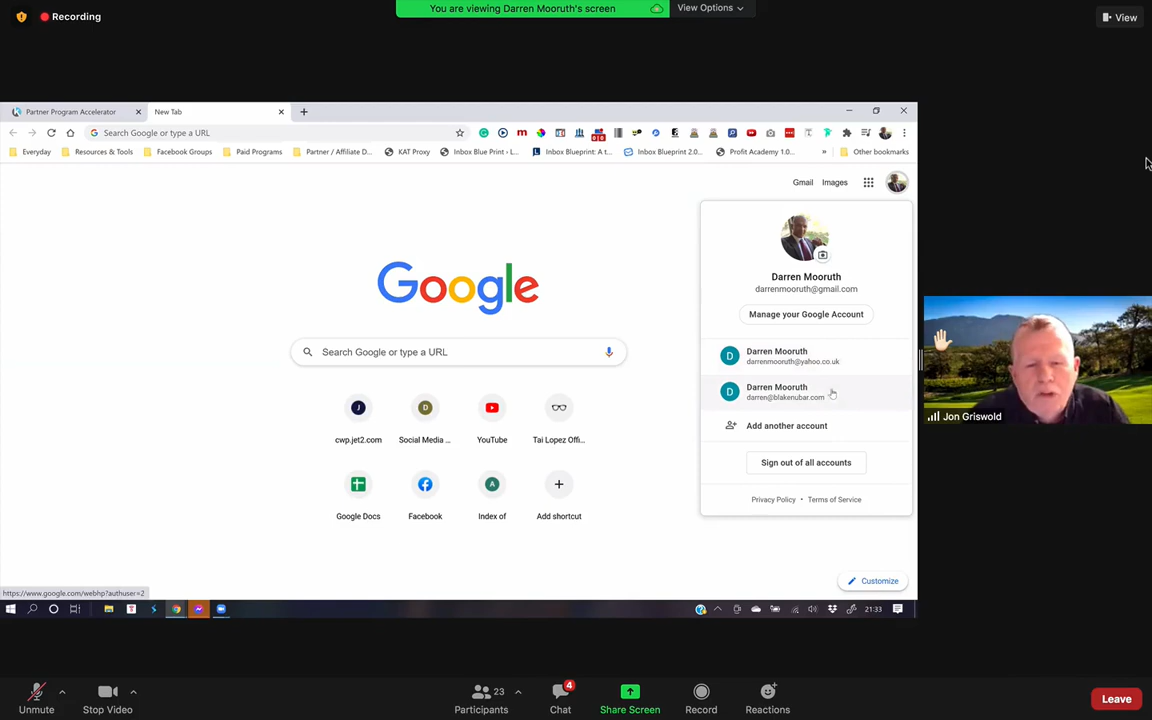 Recording
You are viewing Darren Mooruth's screen
View Options
View
Partner Program Accelerator
New Tab
Search Google or type a URL
Everyday
Resources & Tools
Facebook Groups
Paid Programs
Partner / Affiliate D...
KAT Proxy
Inbox Blue Print - L...
Inbox Blueprint: A t...
Inbox Blueprint 2.0...
Profit Academy 1.0...
»
Other bookmarks
Gmail
Images
Darren Mooruth
darrenmooruth@gmail.com
Manage your Google Account
D
Darren Mooruth
darrenmooruth@yahoo.co.uk
D
Darren Mooruth
darren@blakenubar.com
Add another account
Sign out of all accounts
Privacy Policy • Terms of Service
Google
Search Google or type a URL
J
cwp.jet2.com
D
Social Media ...
YouTube
Tai Lopez Offi...
Google Docs
Facebook
A
Index of
Add shortcut
Customize
https://www.google.com/webhp?authuser=2
21:33
Jon Griswold
Unmute
Stop Video
23
Participants
4
Chat
Share Screen
Record
Reactions
Leave